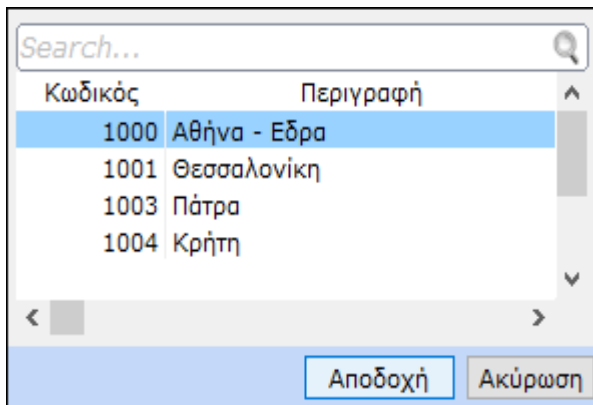 Search...
Κωδικός Περιγραφή
1000 Αθήνα - Εδρα
1001 Θεσσαλονίκη
1003 Πάτρα
1004 Κρήτη
Αποδοχή Ακύρωση